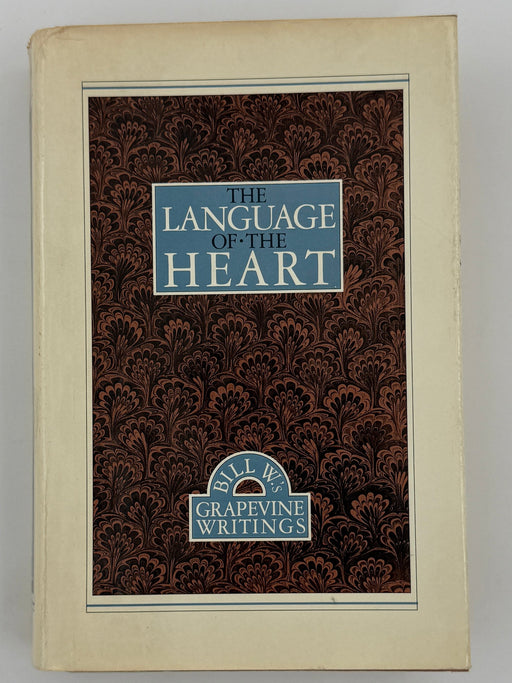 THE
LANGUAGE
OF·THE
HEART
BILL W.'s
GRAPEVINE
WRITINGS